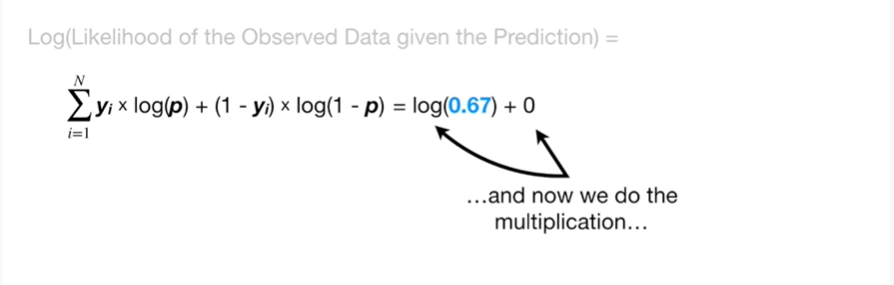 Log(Likelihood of the Observed Data given the Prediction) =
N
∑ yi × log(p) + (1 - yi) × log(1 - p) = log(0.67) + 0
i=1
...and now we do the
multiplication...